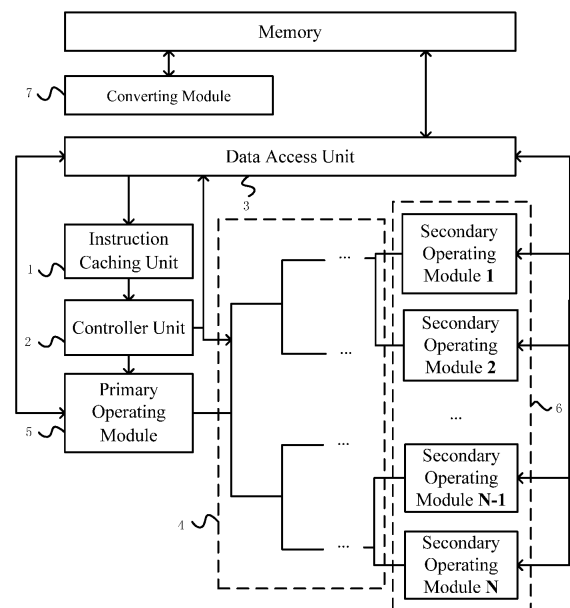 Memory
7
Converting Module
Data Access Unit
3
Instruction
Caching Unit
1
Controller Unit
2
Primary
Operating
Module
5
4
...
...
...
...
Secondary
Operating
Module 1
Secondary
Operating
Module 2
...
6
Secondary
Operating
Module N-1
Secondary
Operating
Module N